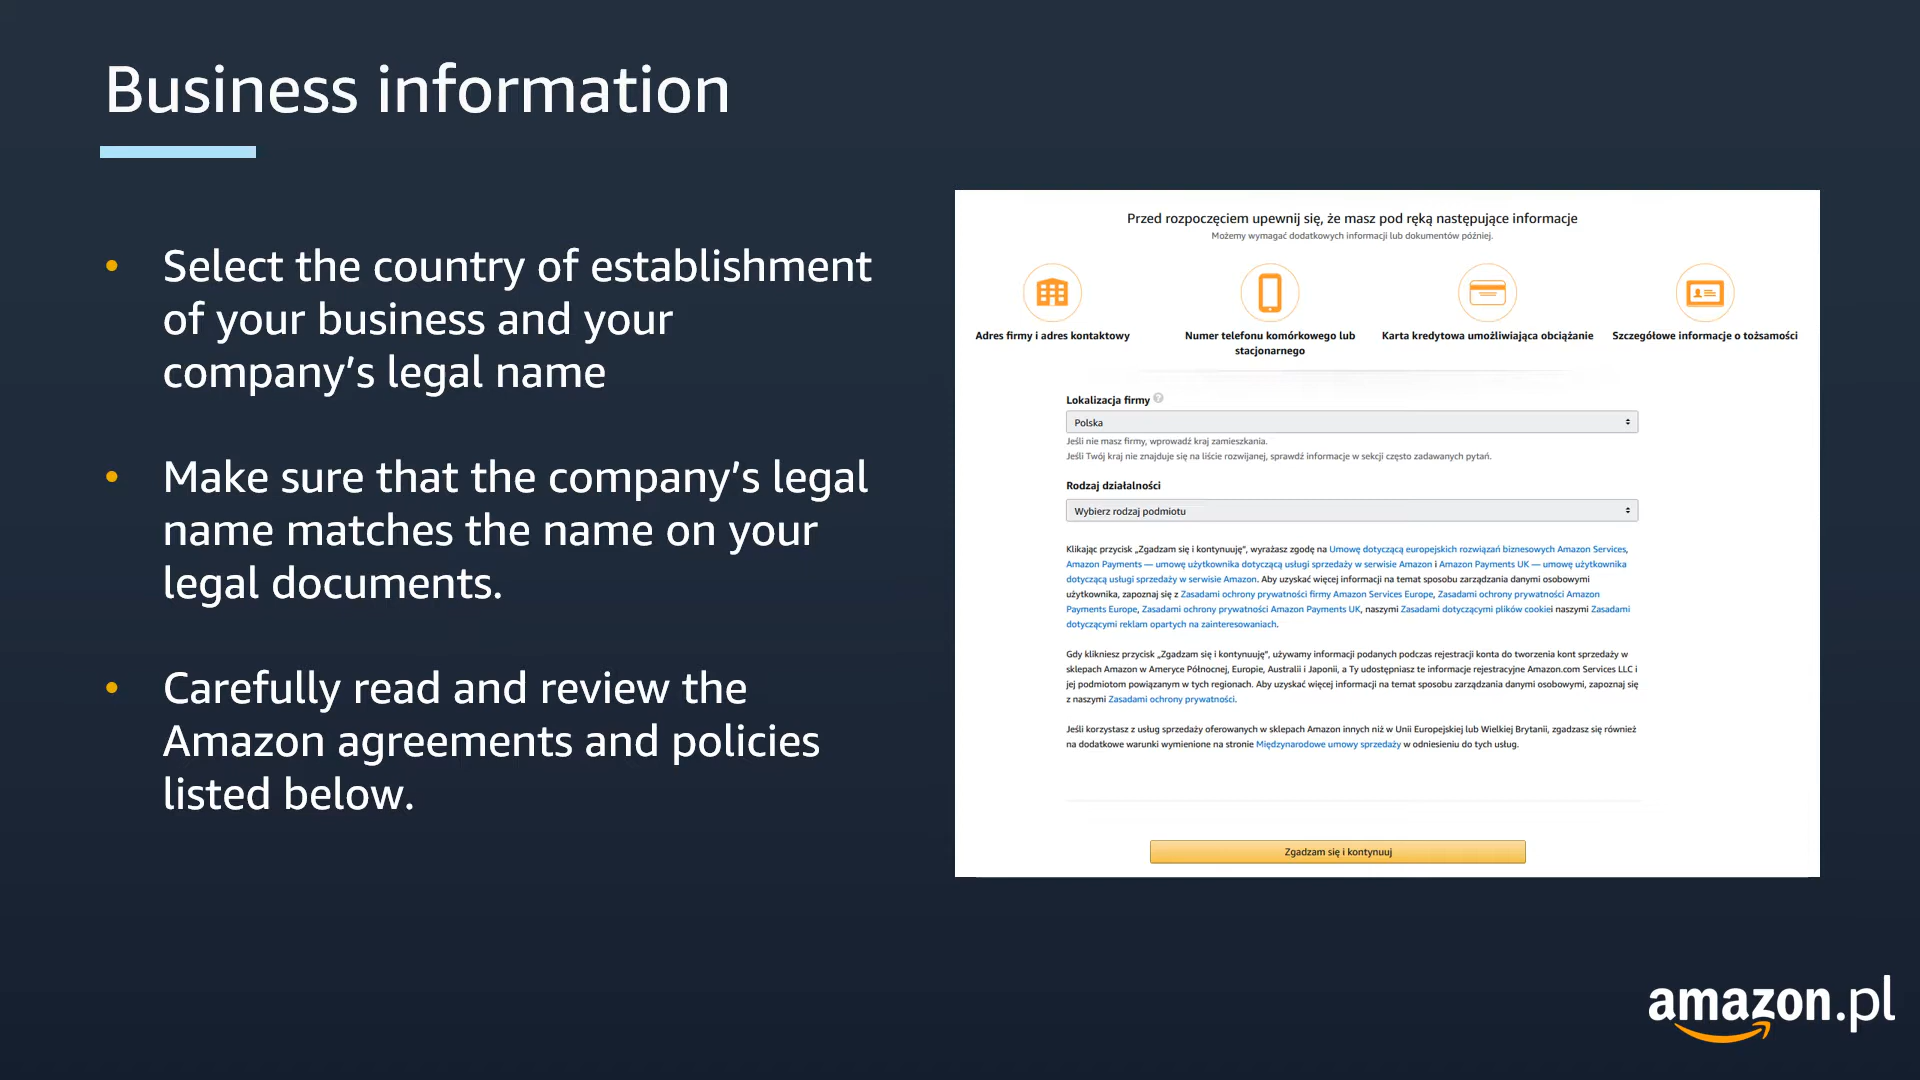 Business information
• Select the country of establishment
of your business and your
company’s legal name
• Make sure that the company’s legal
name matches the name on your
legal documents.
• Carefully read and review the
Amazon agreements and policies
listed below.
Przed rozpoczęciem upewnij się, że masz pod ręką następujące informacje
Możemy wymagać dodatkowych informacji lub dokumentów później.
Adres firmy i adres kontaktowy
Numer telefonu komórkowego lub
stacjonarnego
Karta kredytowa umożliwiająca obciążanie
Szczegółowe informacje o tożsamości
Lokalizacja firmy ?
Polska
Jeśli nie masz firmy, wprowadź kraj zamieszkania.
Jeśli Twój kraj nie znajduje się na liście rozwijanej, sprawdź informacje w sekcji często zadawanych pytań.
Rodzaj działalności
Wybierz rodzaj podmiotu
Klikając przycisk „Zgadzam się i kontynuuję”, wyrażasz zgodę na Umowę dotyczącą europejskich rozwiązań biznesowych Amazon Services,
Amazon Payments — umowę użytkownika dotyczącą usługi sprzedaży w serwisie Amazon i Amazon Payments UK — umowę użytkownika
dotyczącą usługi sprzedaży w serwisie Amazon. Aby uzyskać więcej informacji na temat sposobu zarządzania danymi osobowymi
użytkownika, zapoznaj się z Zasadami ochrony prywatności firmy Amazon Services Europe, Zasadami ochrony prywatności Amazon
Payments Europe, Zasadami ochrony prywatności Amazon Payments UK, naszymi Zasadami dotyczącymi plików cookiei naszymi Zasadami
dotyczącymi reklam opartych na zainteresowaniach.
Gdy klikniesz przycisk „Zgadzam się i kontynuuję”, używamy informacji podanych podczas rejestracji konta do tworzenia kont sprzedaży w
sklepach Amazon w Ameryce Północnej, Europie, Australii i Japonii, a Ty udostępniasz te informacje rejestracyjne Amazon.com Services LLC i
jej podmiotom powiązanym w tych regionach. Aby uzyskać więcej informacji na temat sposobu zarządzania danymi osobowymi, zapoznaj się
z naszymi Zasadami ochrony prywatności.
Jeśli korzystasz z usług sprzedaży oferowanych w sklepach Amazon innych niż w Unii Europejskiej lub Wielkiej Brytanii, zgadzasz się również
na dodatkowe warunki wymienione na stronie Międzynarodowe umowy sprzedaży w odniesieniu do tych usług.
Zgadzam się i kontynuuj
amazon.pl